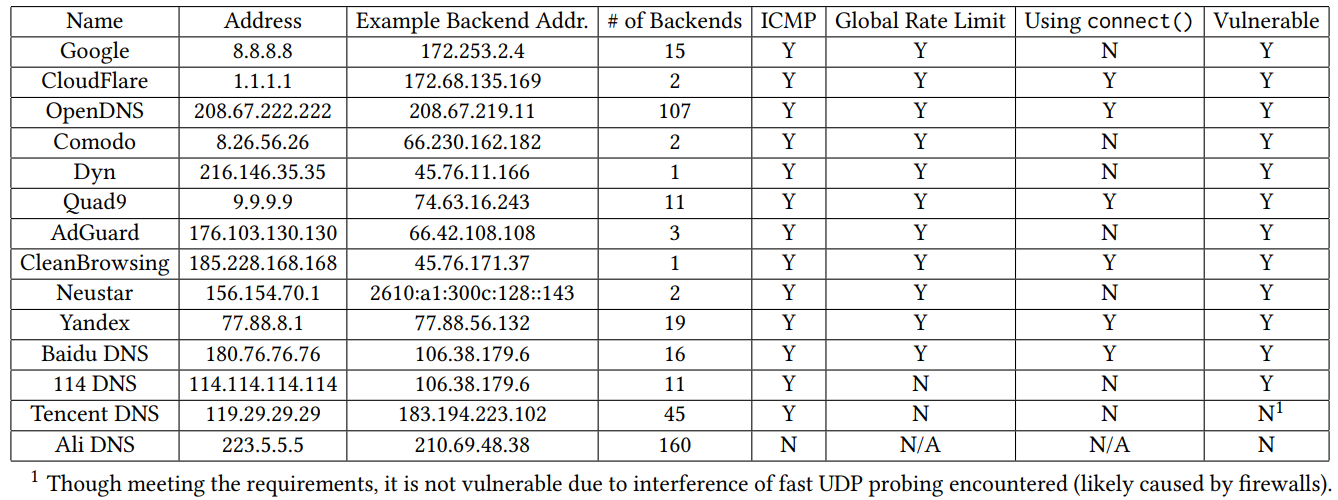 Name Address Example Backend Addr. # of Backends ICMP Global Rate Limit Using connect() Vulnerable
Google 8.8.8.8 172.253.2.4 15 Y Y N Y
CloudFlare 1.1.1.1 172.68.135.169 2 Y Y Y Y
OpenDNS 208.67.222.222 208.67.219.11 107 Y Y Y Y
Comodo 8.26.56.26 66.230.162.182 2 Y Y N Y
Dyn 216.146.35.35 45.76.11.166 1 Y Y N Y
Quad9 9.9.9.9 74.63.16.243 11 Y Y Y Y
AdGuard 176.103.130.130 66.42.108.108 3 Y Y N Y
CleanBrowsing 185.228.168.168 45.76.171.37 1 Y Y Y Y
Neustar 156.154.70.1 2610:a1:300c:128::143 2 Y Y N Y
Yandex 77.88.8.1 77.88.56.132 19 Y Y Y Y
Baidu DNS 180.76.76.76 106.38.179.6 16 Y Y Y Y
114 DNS 114.114.114.114 106.38.179.6 11 Y N N Y
Tencent DNS 119.29.29.29 183.194.223.102 45 Y N N N¹
Ali DNS 223.5.5.5 210.69.48.38 160 N N/A N/A N
¹ Though meeting the requirements, it is not vulnerable due to interference of fast UDP probing encountered (likely caused by firewalls).